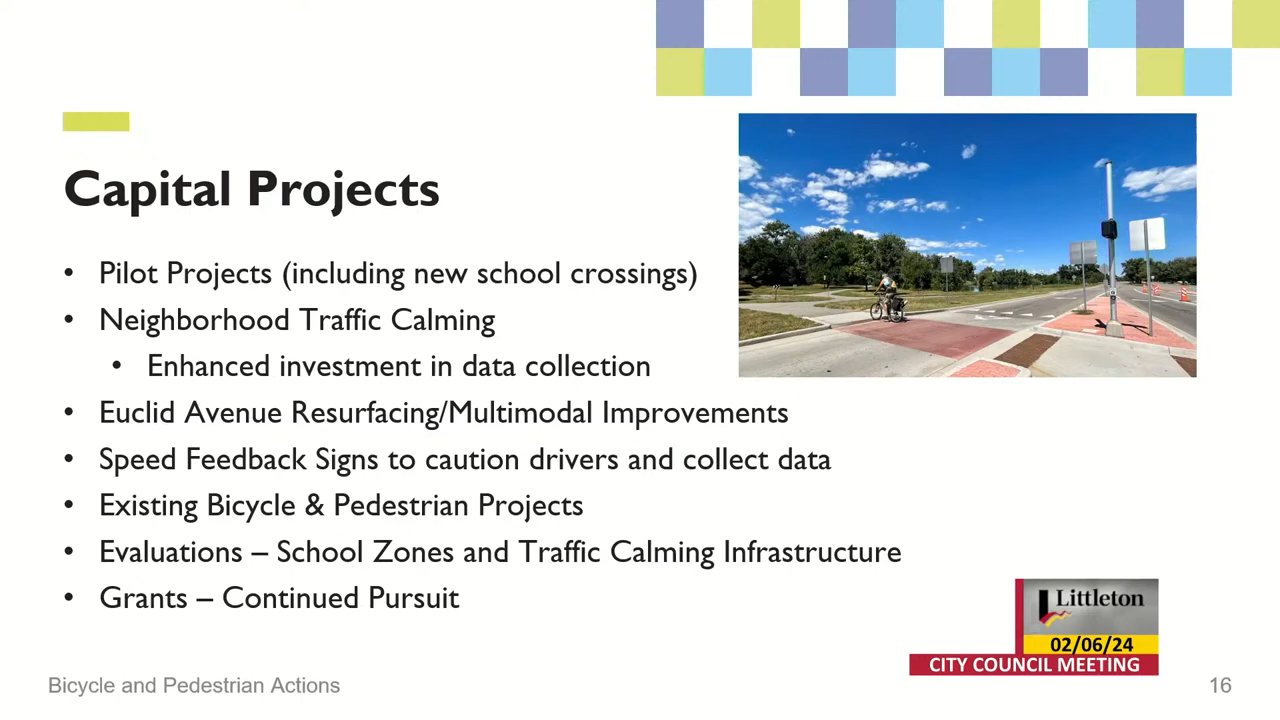 Capital Projects
• Pilot Projects (including new school crossings)
• Neighborhood Traffic Calming
• Enhanced investment in data collection
• Euclid Avenue Resurfacing/Multimodal Improvements
• Speed Feedback Signs to caution drivers and collect data
• Existing Bicycle & Pedestrian Projects
• Evaluations – School Zones and Traffic Calming Infrastructure
• Grants – Continued Pursuit
Littleton
02/06/24
CITY COUNCIL MEETING
Bicycle and Pedestrian Actions
16